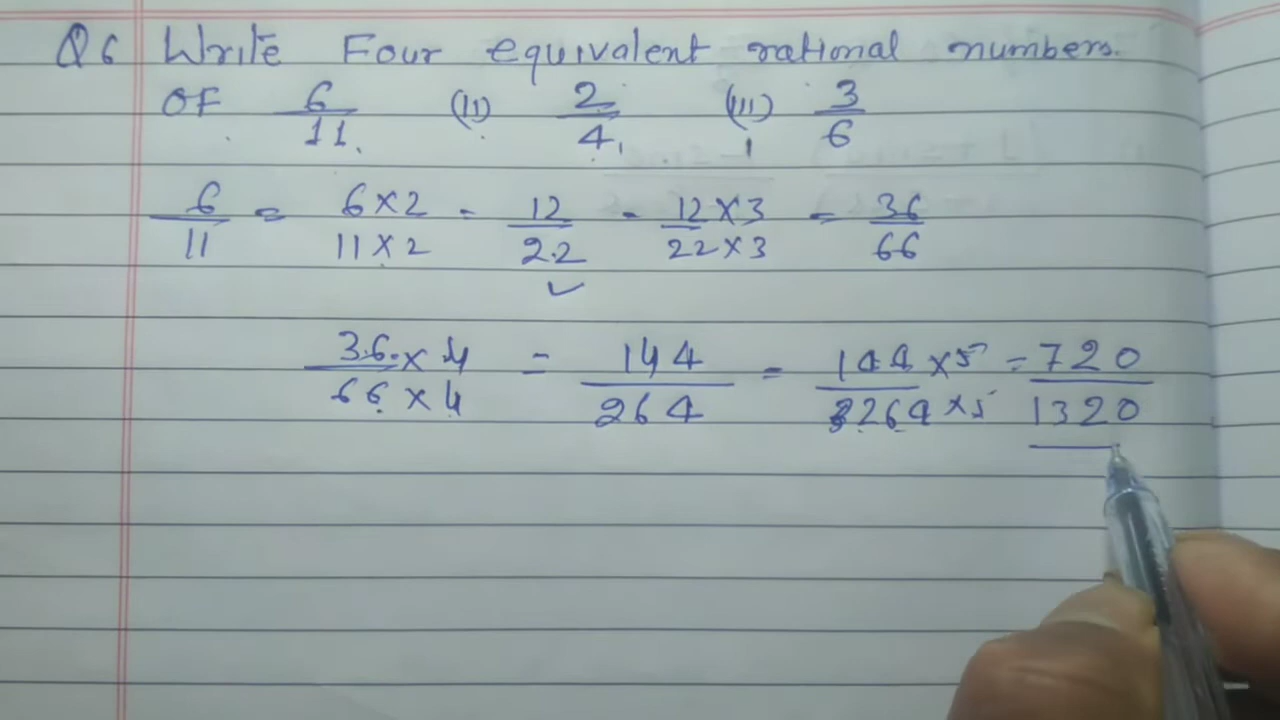 Q6 Write Four equivalent rational numbers.
OF 6/11. (II) 2/4, (III) 3/6
6/11 = 6×2/11×2 = 12/22 = 12×3/22×3 = 36/66
36×4/66×4 = 144/264 = 144×5/264×5 = 720/1320